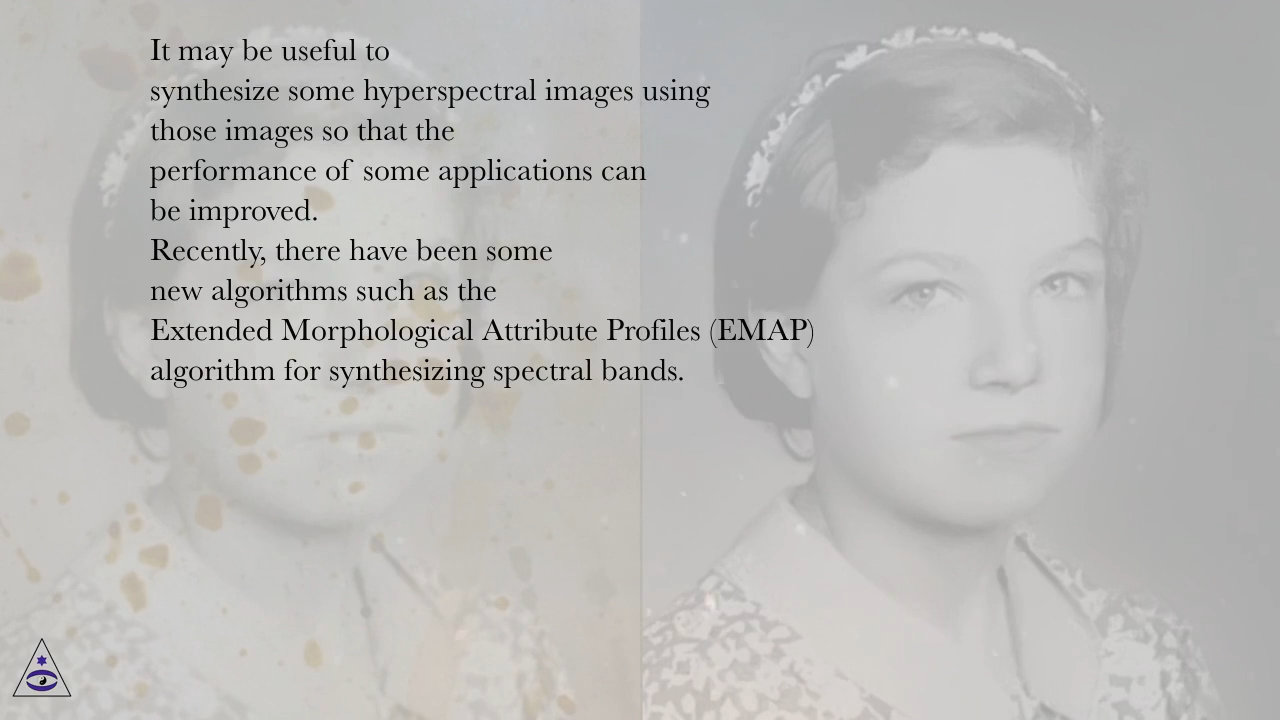 It may be useful to
synthesize some hyperspectral images using
those images so that the
performance of some applications can
be improved.
Recently, there have been some
new algorithms such as the
Extended Morphological Attribute Profiles (EMAP)
algorithm for synthesizing spectral bands.